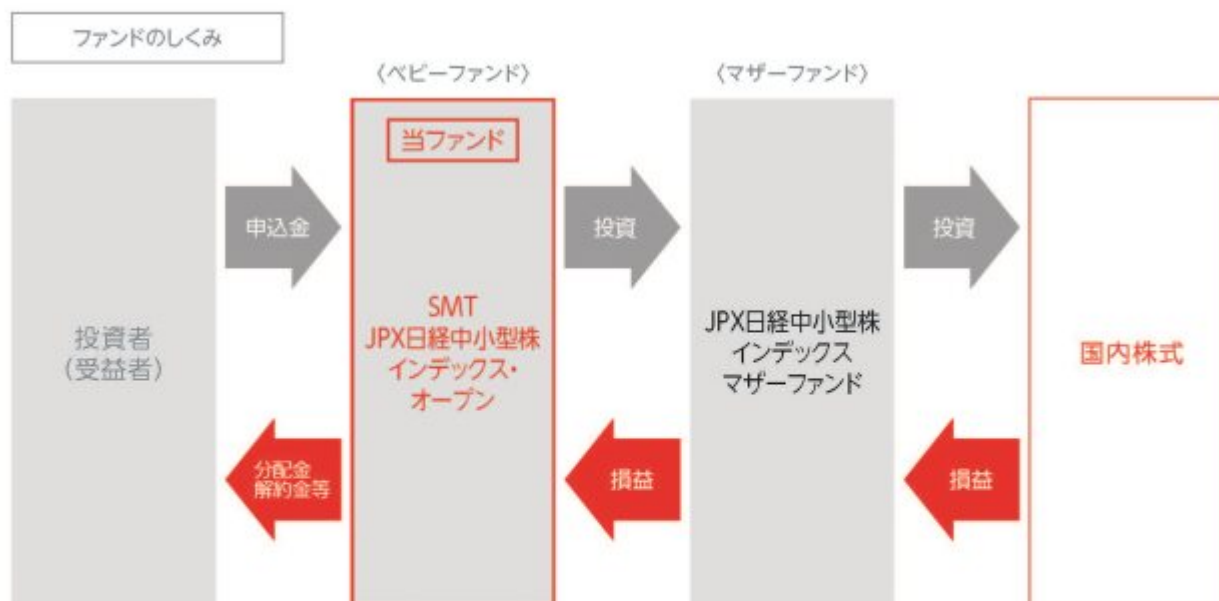 ファンドのしくみ
〈ベビーファンド〉
〈マザーファンド〉
当ファンド
申込金
投資
投資
投資者
(受益者)
SMT
JPX日経中小型株
インデックス・
オープン
JPX日経中小型株
インデックス
マザーファンド
国内株式
分配金
解約金等
損益
損益